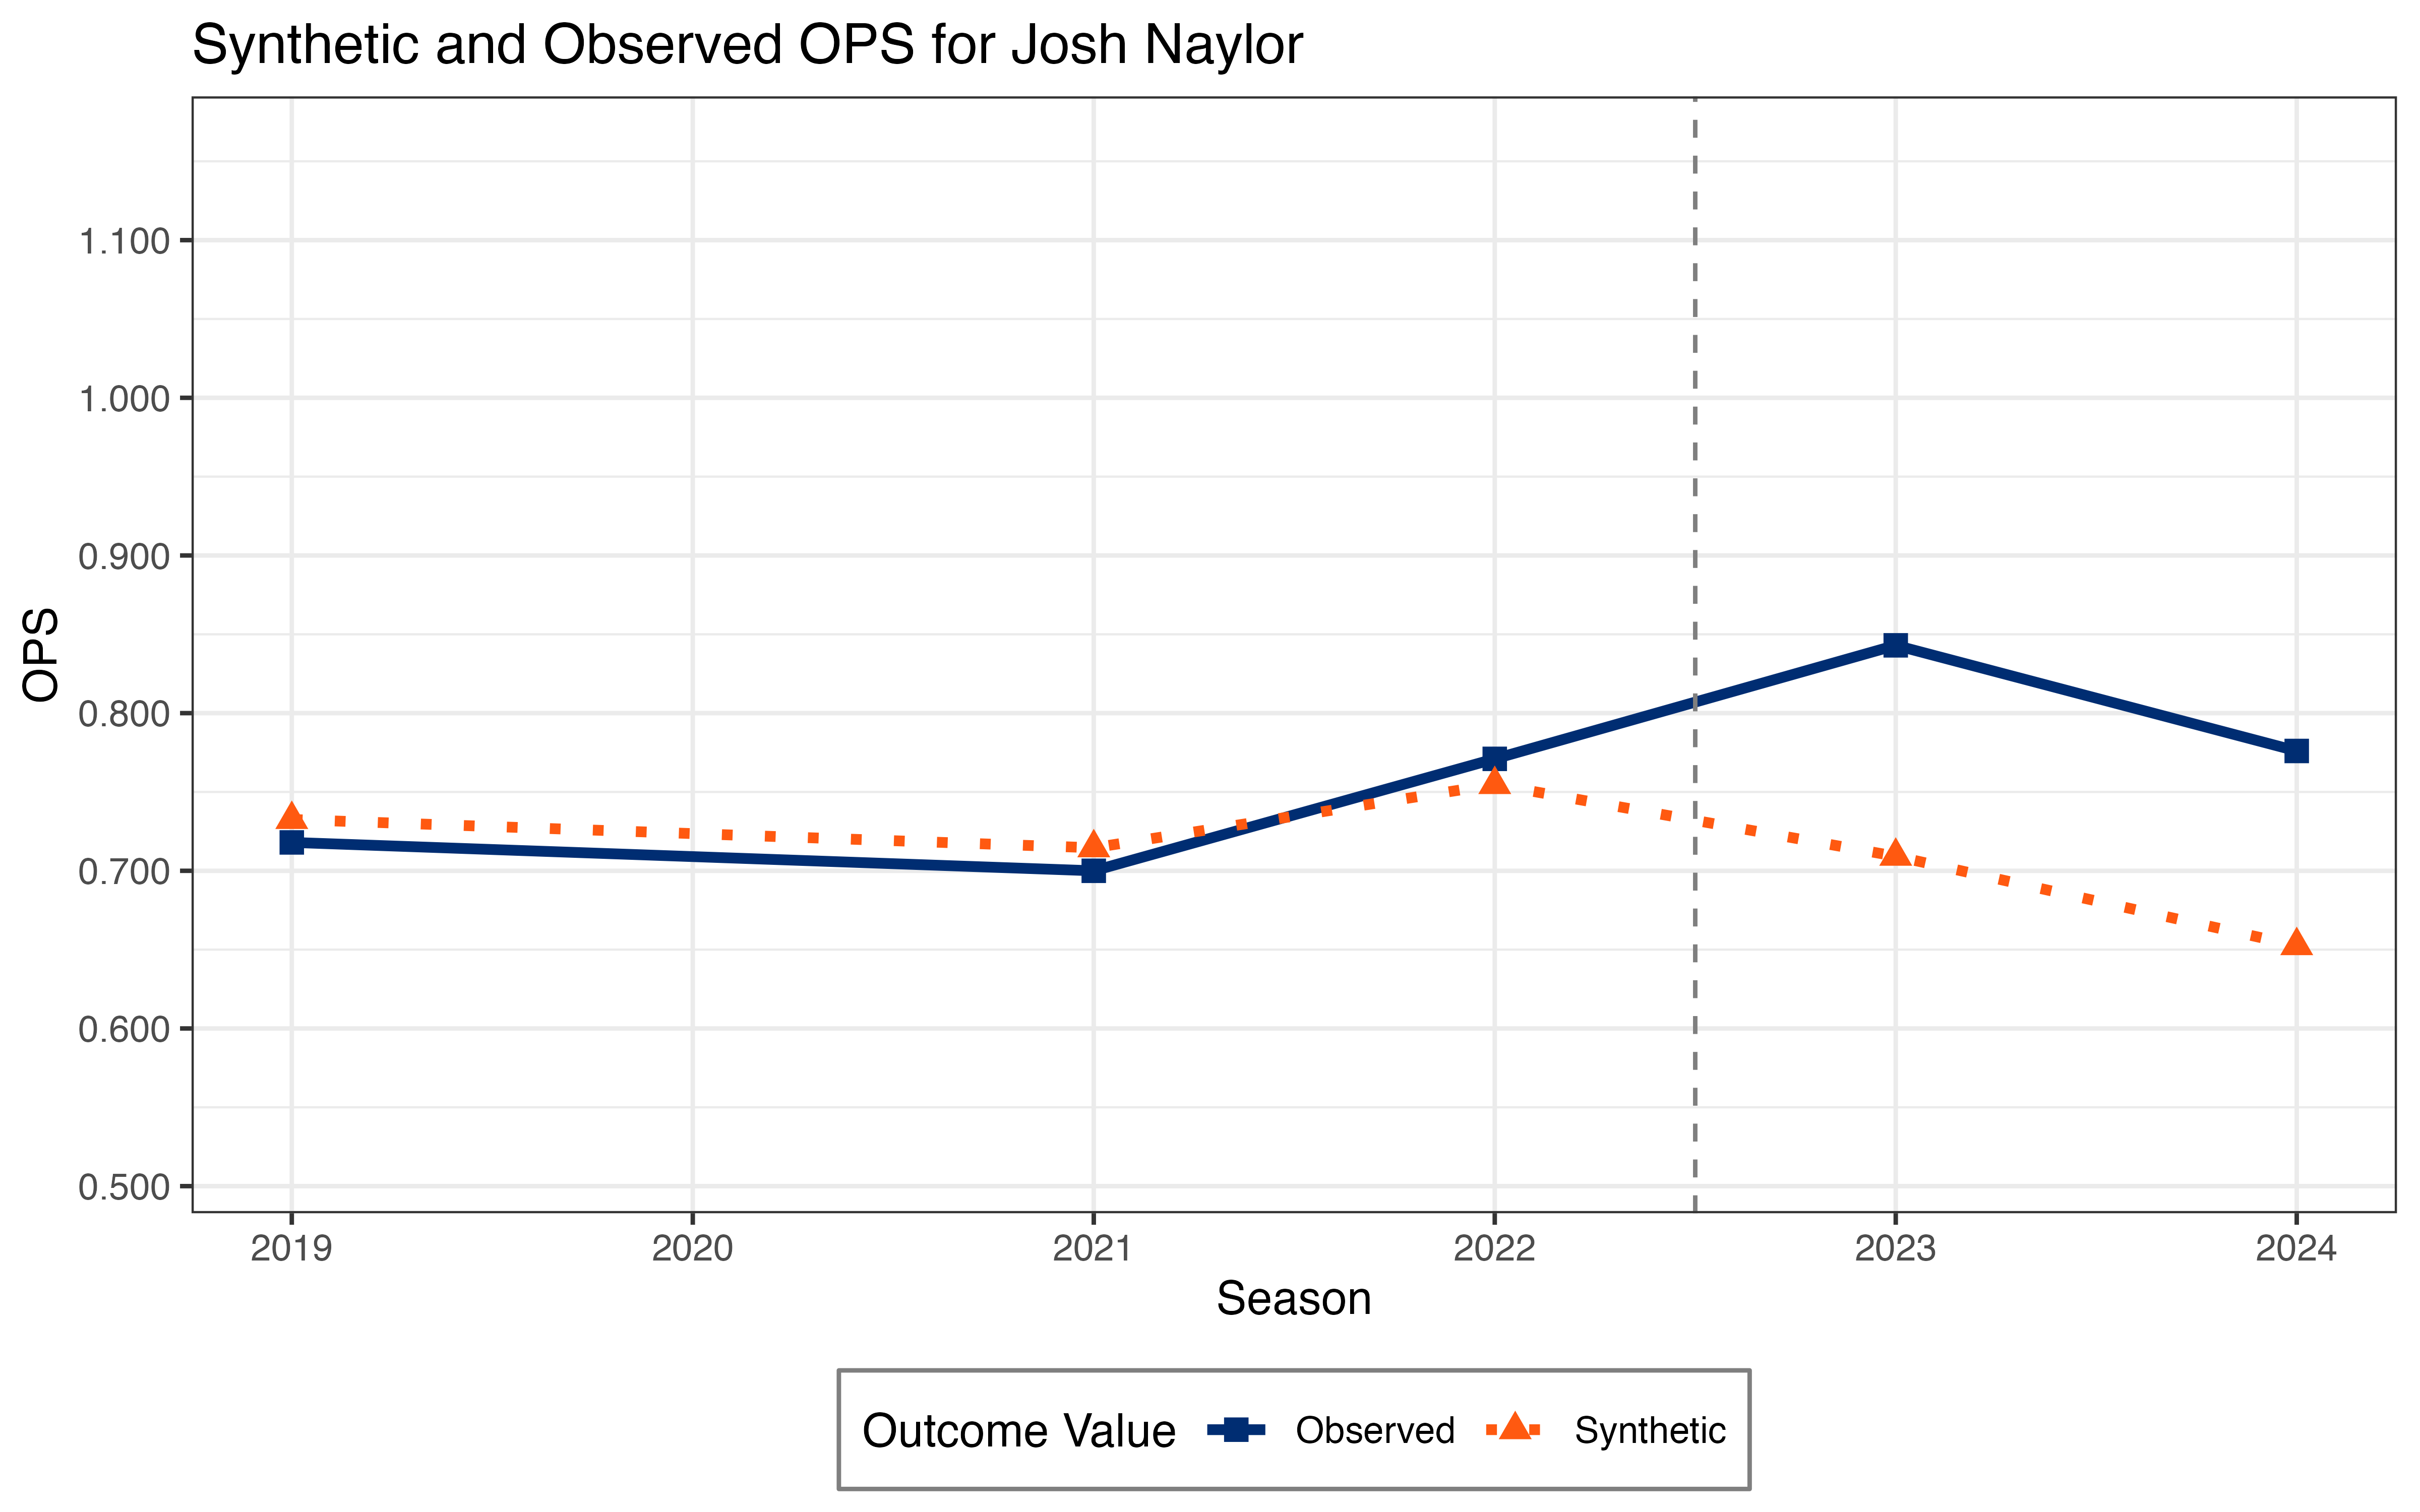 Synthetic and Observed OPS for Josh Naylor
OPS
1.100
1.000
0.900
0.800
0.700
0.600
0.500
2019 2020 2021 2022 2023 2024
Season
Outcome Value Observed Synthetic